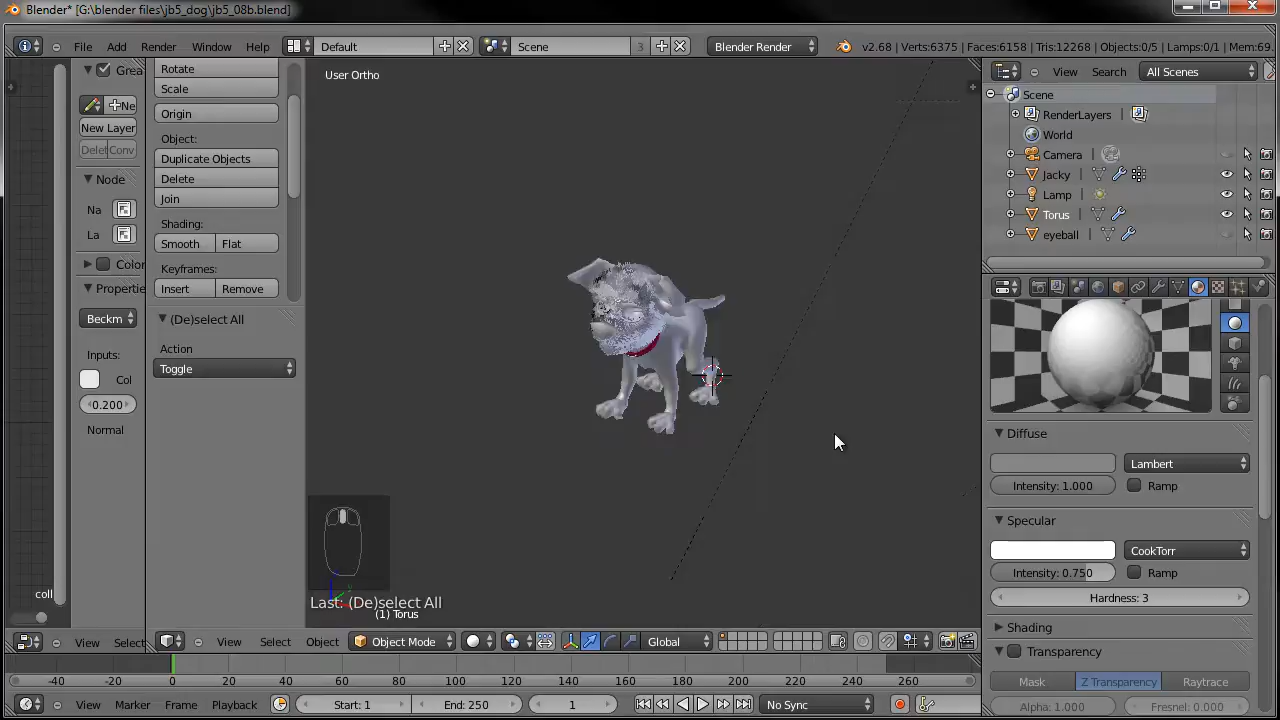 Blender* [G:\blender files\jb5_dog\jb5_08b.blend]
File Add Render Window Help Default Scene 3 Blender Render v2.68 | Verts:6375 | Faces:6158 | Tris:12268 | Objects:0/5 | Lamps:0/1 | Mem:69.
Grea
Ne
New Layer
Delet Conv
Node
Na
La
Color
Propertie
Beckm
Inputs:
Col
0.200
Normal
coll
View Select
Rotate
Scale
Origin
Object:
Duplicate Objects
Delete
Join
Shading:
Smooth Flat
Keyframes:
Insert Remove
(De)select All
Action
Toggle
User Ortho
Last: (De)select All
(1) Torus
View Select Object Object Mode Global
View Search All Scenes
Scene
RenderLayers |
World
Camera |
Jacky |
Lamp |
Torus |
eyeball |
Diffuse
Lambert
Intensity: 1.000 Ramp
Specular
CookTorr
Intensity: 0.750 Ramp
Hardness: 3
Shading
Transparency
Mask Z Transparency Raytrace
Alpha: 1.000 Fresnel: 0.000
-40 -20 0 20 40 60 80 100 120 140 160 180 200 220 240 260
View Marker Frame Playback Start: 1 End: 250 1 No Sync